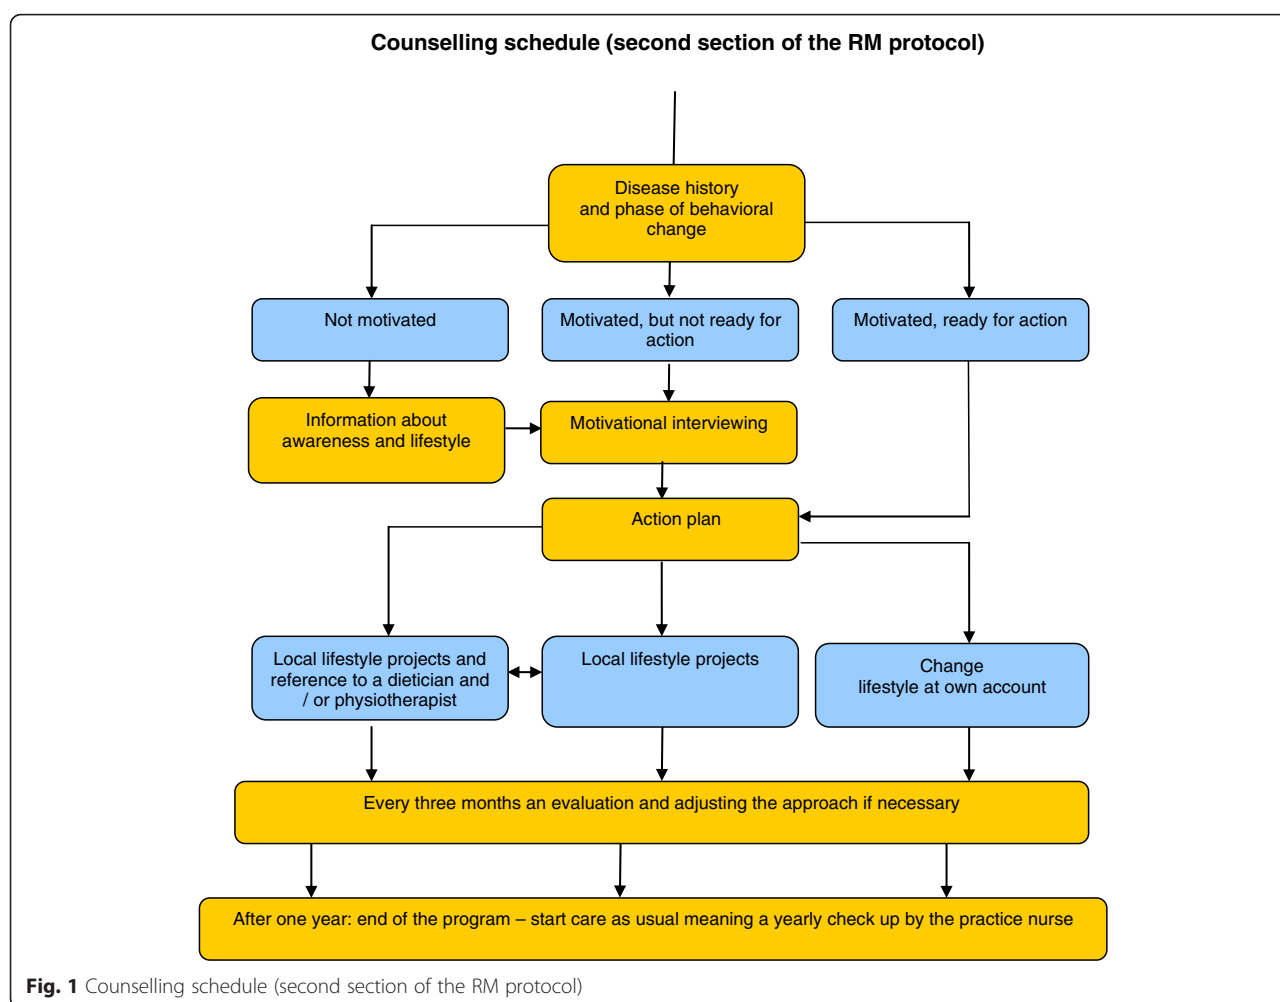 Counselling schedule (second section of the RM protocol)
Disease history
and phase of behavioral
change
Not motivated
Motivated, but not ready for
action
Motivated, ready for action
Information about
awareness and lifestyle
Motivational interviewing
Action plan
Local lifestyle projects and
reference to a dietician and
/ or physiotherapist
Local lifestyle projects
Change
lifestyle at own account
Every three months an evaluation and adjusting the approach if necessary
After one year: end of the program – start care as usual meaning a yearly check up by the practice nurse
Fig. 1 Counselling schedule (second section of the RM protocol)